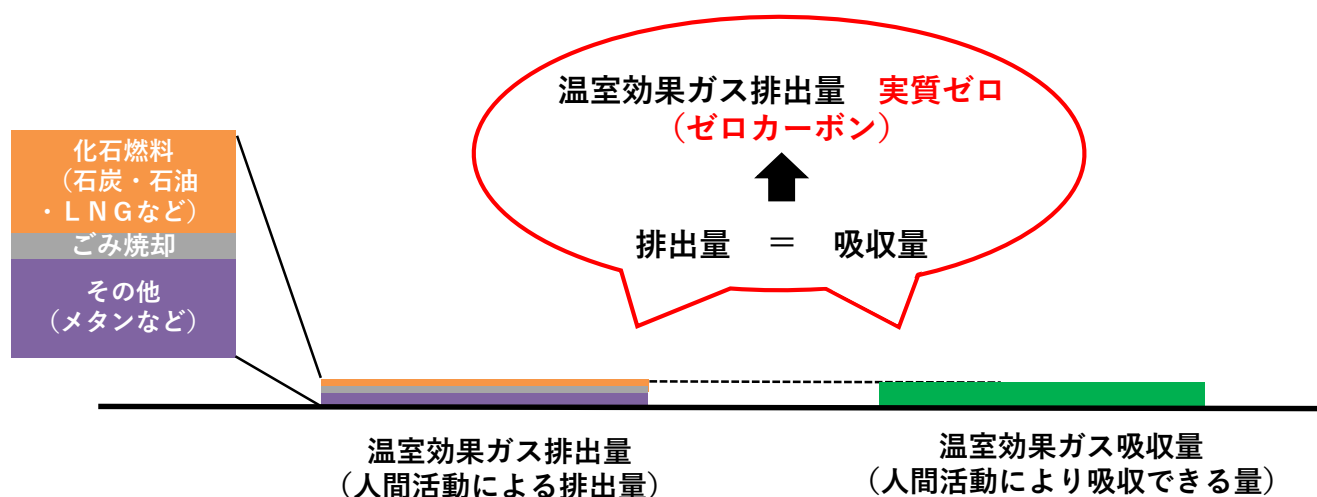 温室効果ガス排出量　実質ゼロ
（ゼロカーボン）
排出量　＝　吸収量
化石燃料
（石炭・石油
・ＬＮＧなど）
ごみ焼却
その他
（メタンなど）
温室効果ガス排出量
（人間活動による排出量）
温室効果ガス吸収量
（人間活動により吸収できる量）